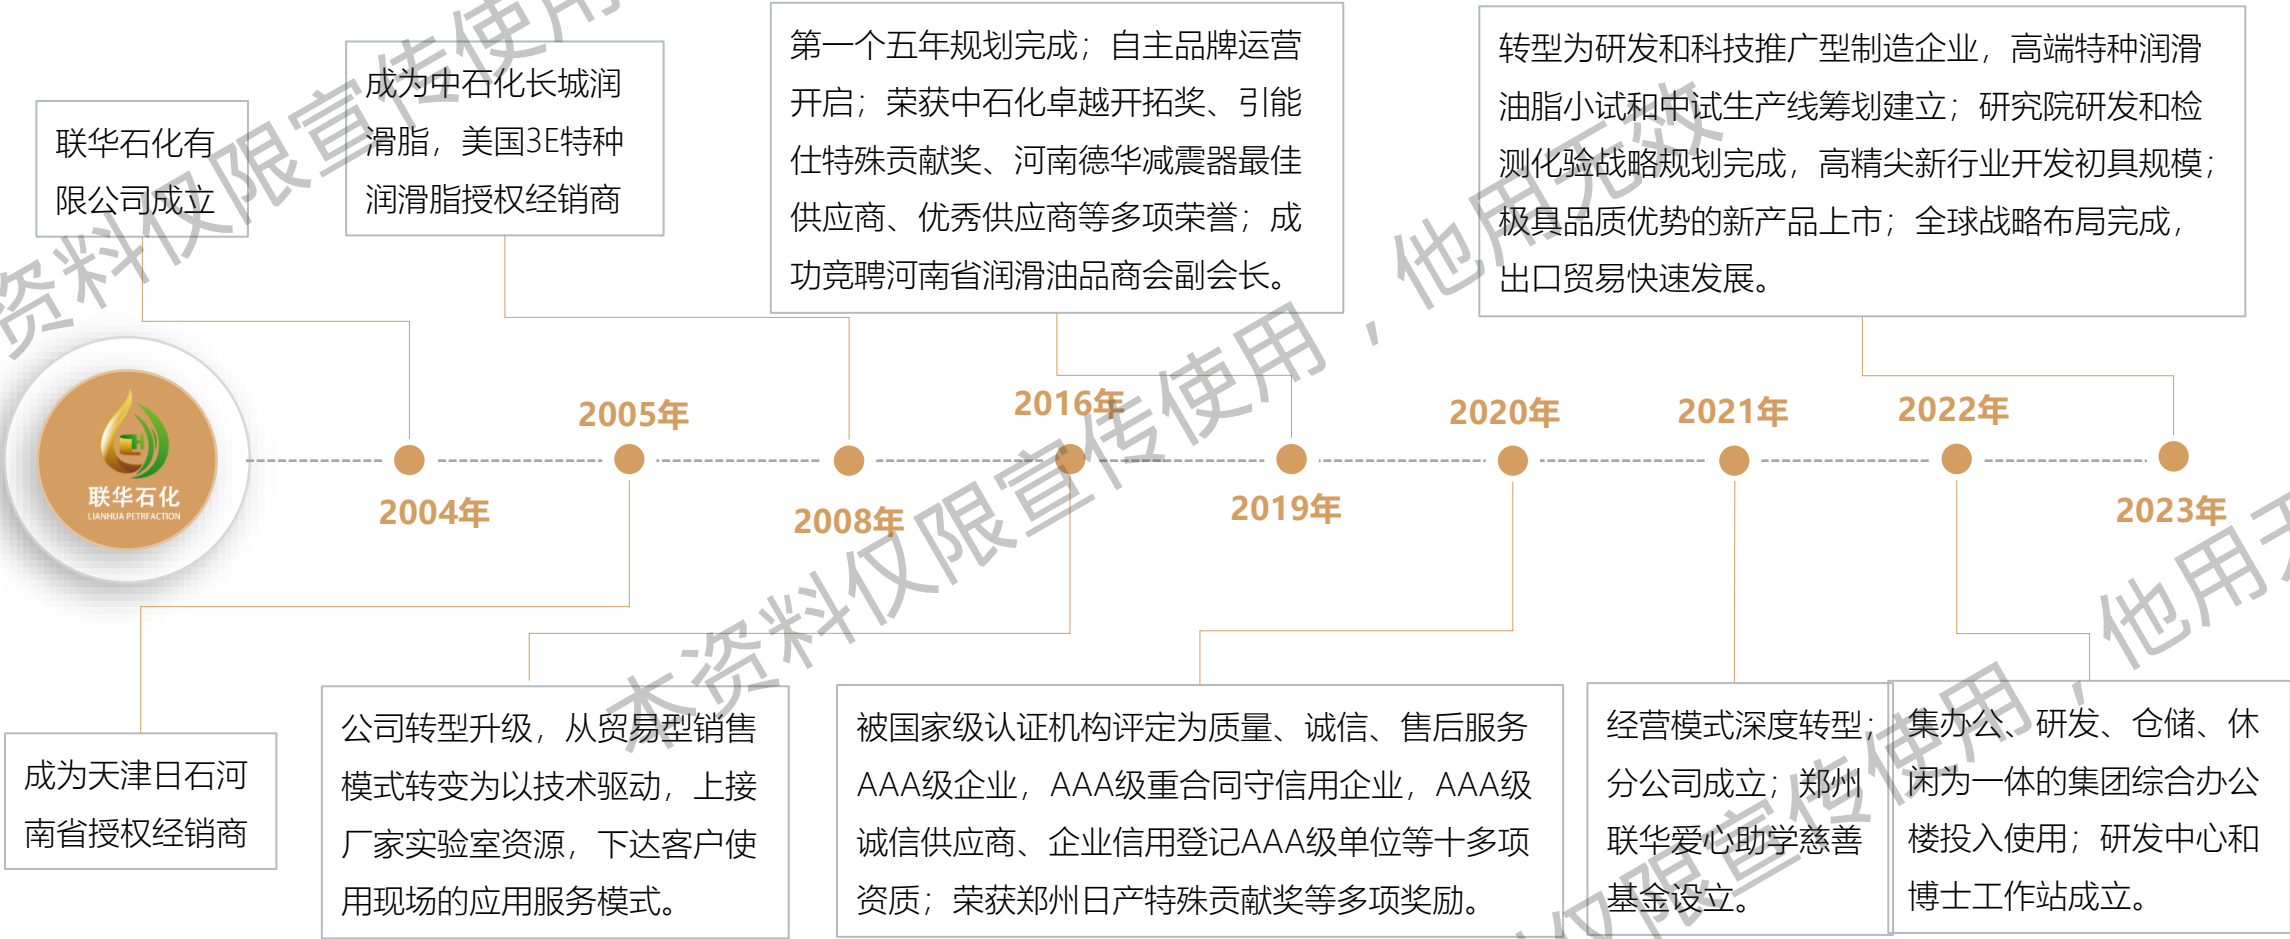 联华石化有
限公司成立
成为中石化长城润
滑脂，美国3E特种
润滑脂授权经销商
第一个五年规划完成；自主品牌运营
开启；荣获中石化卓越开拓奖、引能
仕特殊贡献奖、河南德华减震器最佳
供应商、优秀供应商等多项荣誉；成
功竞聘河南省润滑油品商会副会长。
转型为研发和科技推广型制造企业，高端特种润滑
油脂小试和中试生产线筹划建立；研究院研发和检
测化验战略规划完成，高精尖新行业开发初具规模；
极具品质优势的新产品上市；全球战略布局完成，
出口贸易快速发展。
联华石化
LIANHUA PETRFACTION
2004年
2005年
2008年
2016年
2019年
2020年
2021年
2022年
2023年
成为天津日石河
南省授权经销商
公司转型升级，从贸易型销售
模式转变为以技术驱动，上接
厂家实验室资源，下达客户使
用现场的应用服务模式。
被国家级认证机构评定为质量、诚信、售后服务
AAA级企业，AAA级重合同守信用企业，AAA级
诚信供应商、企业信用登记AAA级单位等十多项
资质；荣获郑州日产特殊贡献奖等多项奖励。
经营模式深度转型；
分公司成立；郑州
联华爱心助学慈善
基金设立。
集办公、研发、仓储、休
闲为一体的集团综合办公
楼投入使用；研发中心和
博士工作站成立。
资料仅限宣传使用
本资料仅限宣传使用，他用无效
仅限宣传使用，他用无